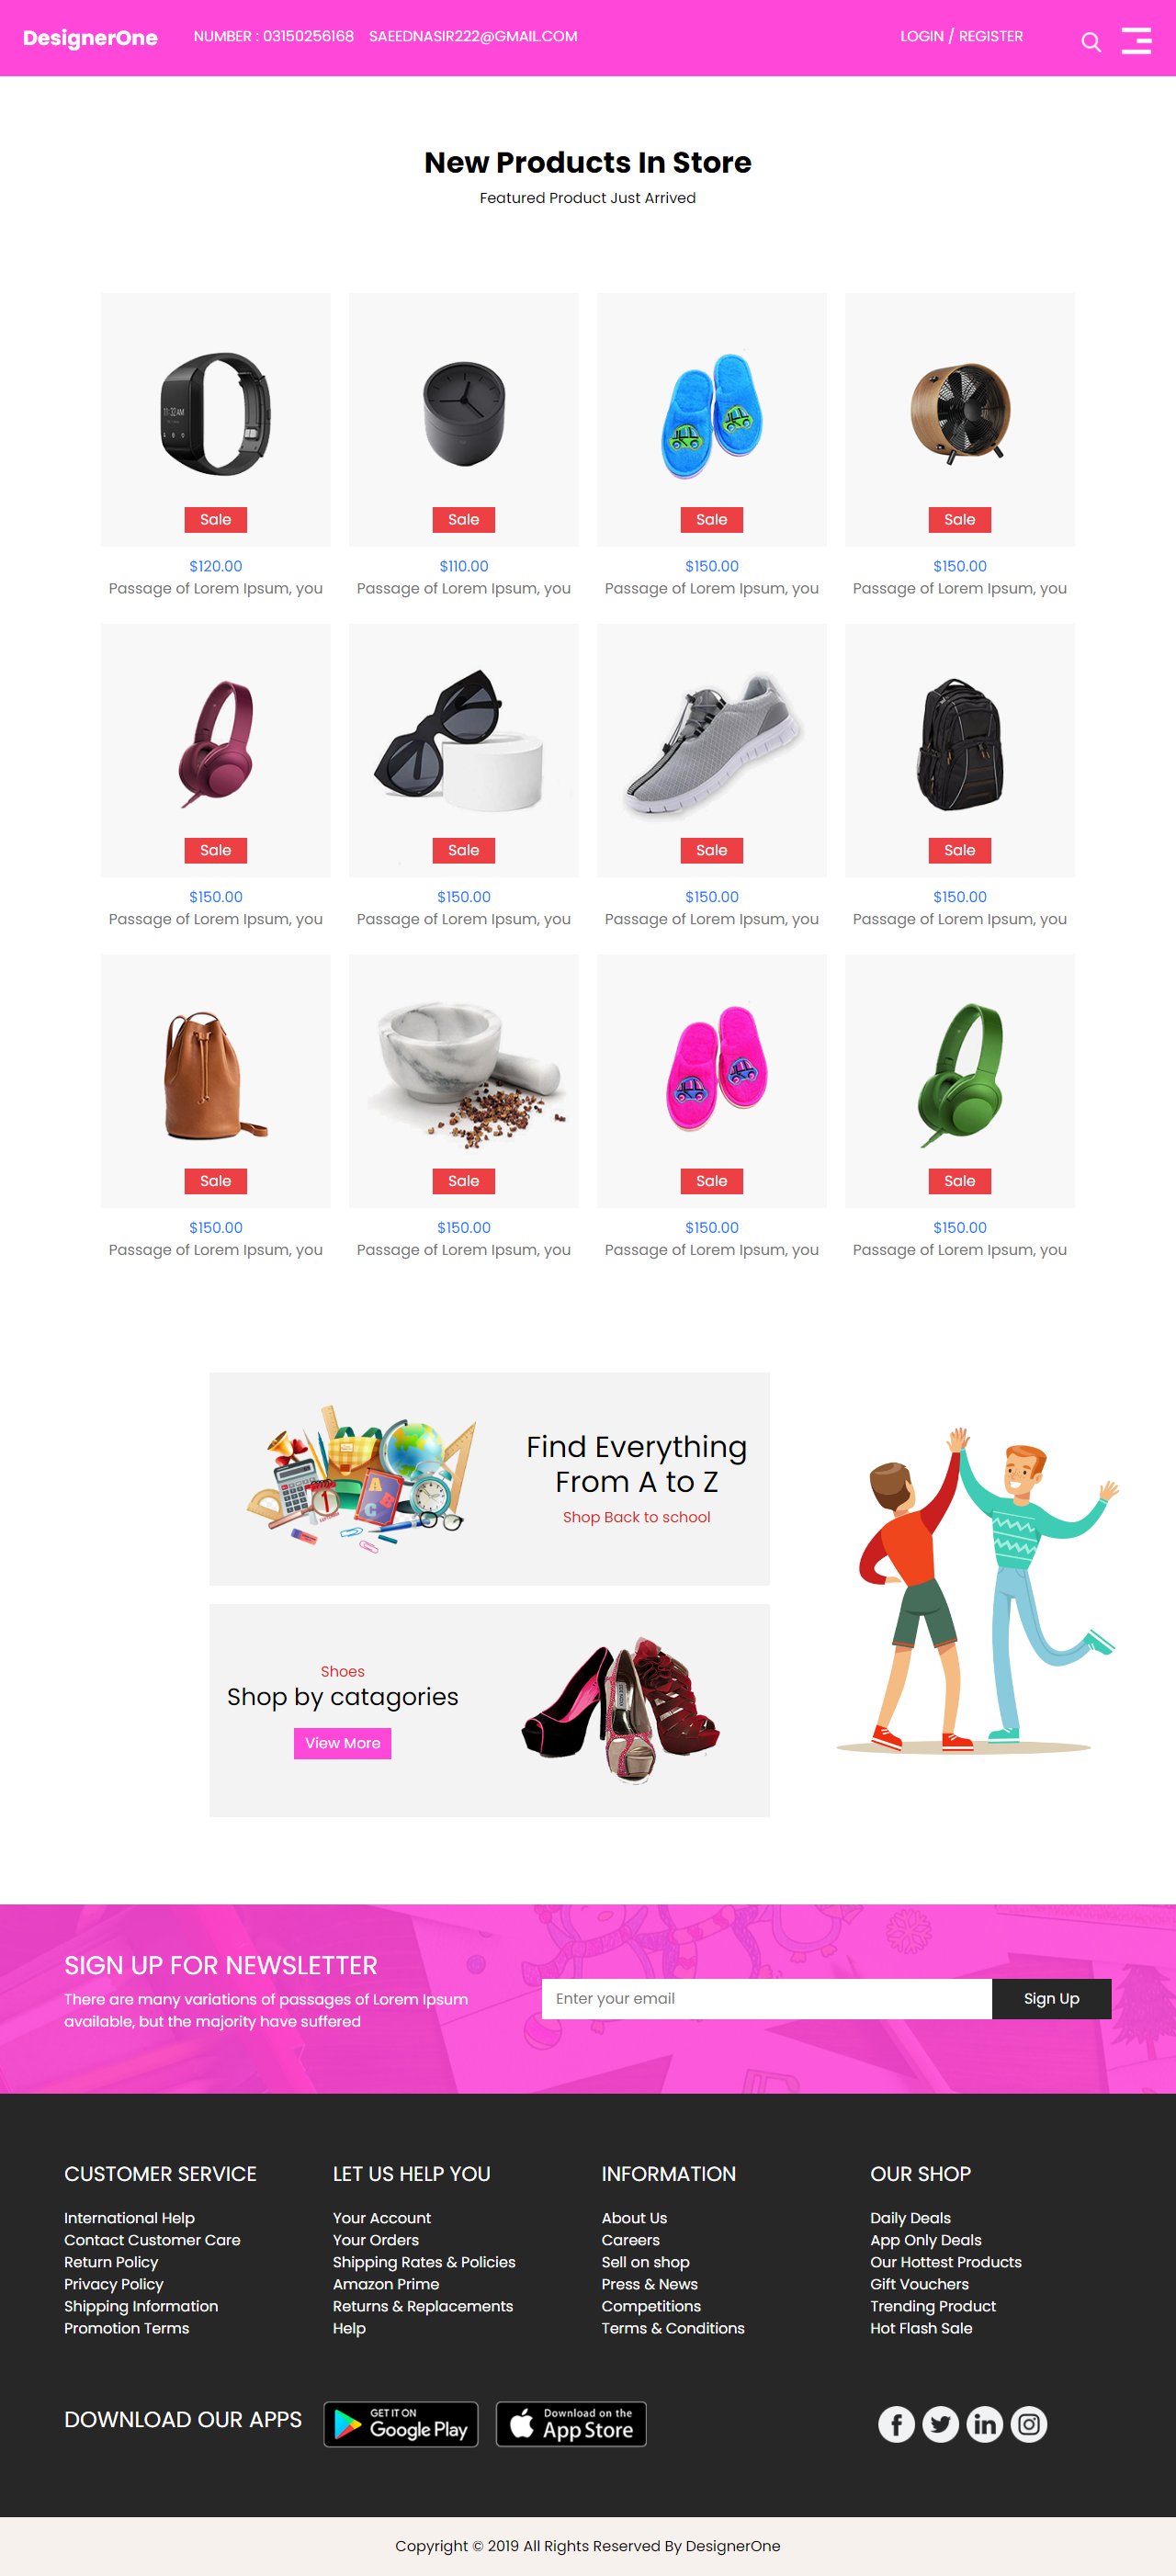 DesignerOne NUMBER : 03150256168 SAEEDNASIR222@GMAIL.COM LOGIN / REGISTER
New Products In Store
Featured Product Just Arrived
11:32 AM
Sale Sale Sale Sale
$120.00 $110.00 $150.00 $150.00
Passage of Lorem Ipsum, you Passage of Lorem Ipsum, you Passage of Lorem Ipsum, you Passage of Lorem Ipsum, you
Sale Sale Sale Sale
$150.00 $150.00 $150.00 $150.00
Passage of Lorem Ipsum, you Passage of Lorem Ipsum, you Passage of Lorem Ipsum, you Passage of Lorem Ipsum, you
Sale Sale Sale Sale
$150.00 $150.00 $150.00 $150.00
Passage of Lorem Ipsum, you Passage of Lorem Ipsum, you Passage of Lorem Ipsum, you Passage of Lorem Ipsum, you
Find Everything
From A to Z
Shop Back to school
A
B
C
1
Shoes
Shop by catagories
View More
SIGN UP FOR NEWSLETTER
There are many variations of passages of Lorem Ipsum
available, but the majority have suffered
Enter your email Sign Up
CUSTOMER SERVICE LET US HELP YOU INFORMATION OUR SHOP
International Help Your Account About Us Daily Deals
Contact Customer Care Your Orders Careers App Only Deals
Return Policy Shipping Rates & Policies Sell on shop Our Hottest Products
Privacy Policy Amazon Prime Press & News Gift Vouchers
Shipping Information Returns & Replacements Competitions Trending Product
Promotion Terms Help Terms & Conditions Hot Flash Sale
DOWNLOAD OUR APPS
GET IT ON
Google Play
Download on the
App Store
Copyright © 2019 All Rights Reserved By DesignerOne